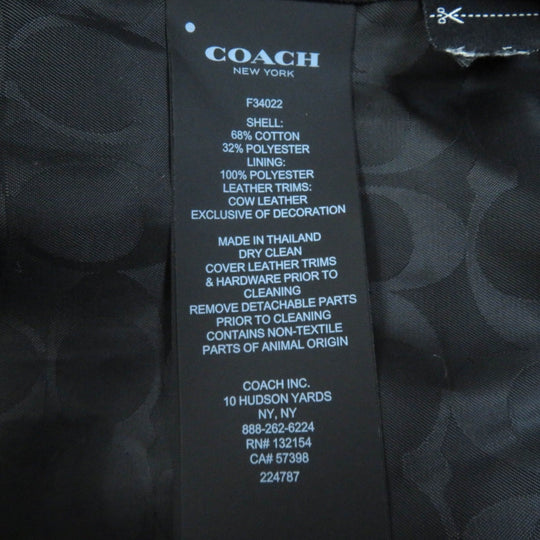 COACH
NEW YORK
F34022
SHELL:
68% COTTON
32% POLYESTER
LINING:
100% POLYESTER
LEATHER TRIMS:
COW LEATHER
EXCLUSIVE OF DECORATION
MADE IN THAILAND
DRY CLEAN
COVER LEATHER TRIMS
& HARDWARE PRIOR TO
CLEANING
REMOVE DETACHABLE PARTS
PRIOR TO CLEANING
CONTAINS NON-TEXTILE
PARTS OF ANIMAL ORIGIN
COACH INC.
10 HUDSON YARDS
NY, NY
888-262-6224
RN# 132154
CA# 57398
224787